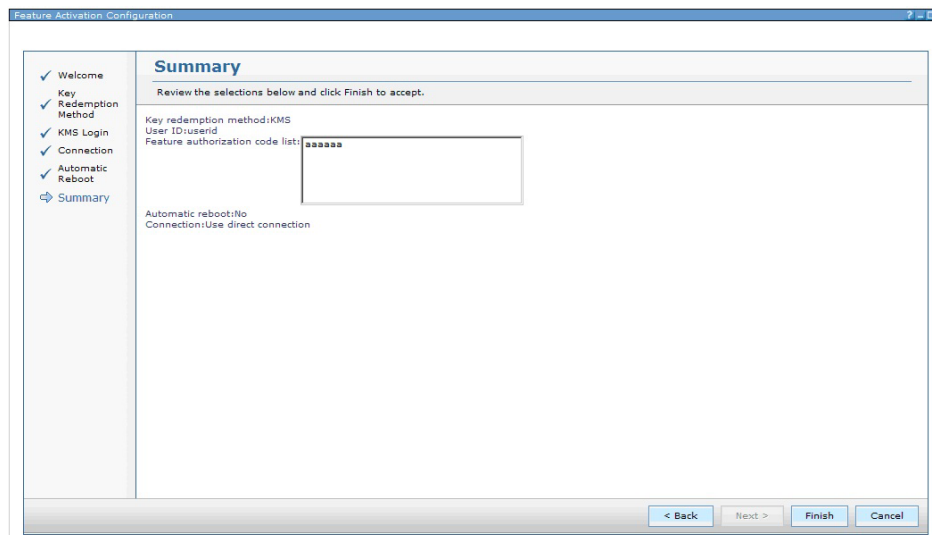 Feature Activation Configuration
? –
Welcome
Key
Redemption
Method
KMS Login
Connection
Automatic
Reboot
Summary
Summary
Review the selections below and click Finish to accept.
Key redemption method:KMS
User ID:userid
Feature authorization code list:
aaaaaa
Automatic reboot:No
Connection:Use direct connection
< Back
Next >
Finish
Cancel